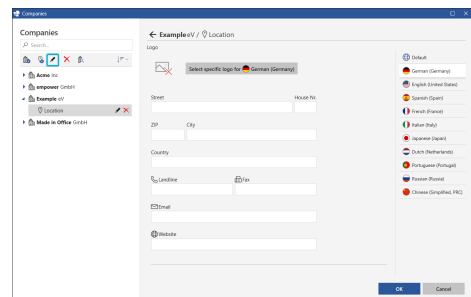 Companies
Companies
Search...
Acme Inc
empower GmbH
Example eV
Location
Made in Office GmbH
Example eV / Location
Logo
Select specific logo for German (Germany)
Street House Nr.
ZIP City
Country
Landline Fax
Email
Website
Default
German (Germany)
English (United States)
Spanish (Spain)
French (France)
Italian (Italy)
Japanese (Japan)
Dutch (Netherlands)
Portuguese (Portugal)
Russian (Russia)
Chinese (Simplified, PRC)
OK Cancel